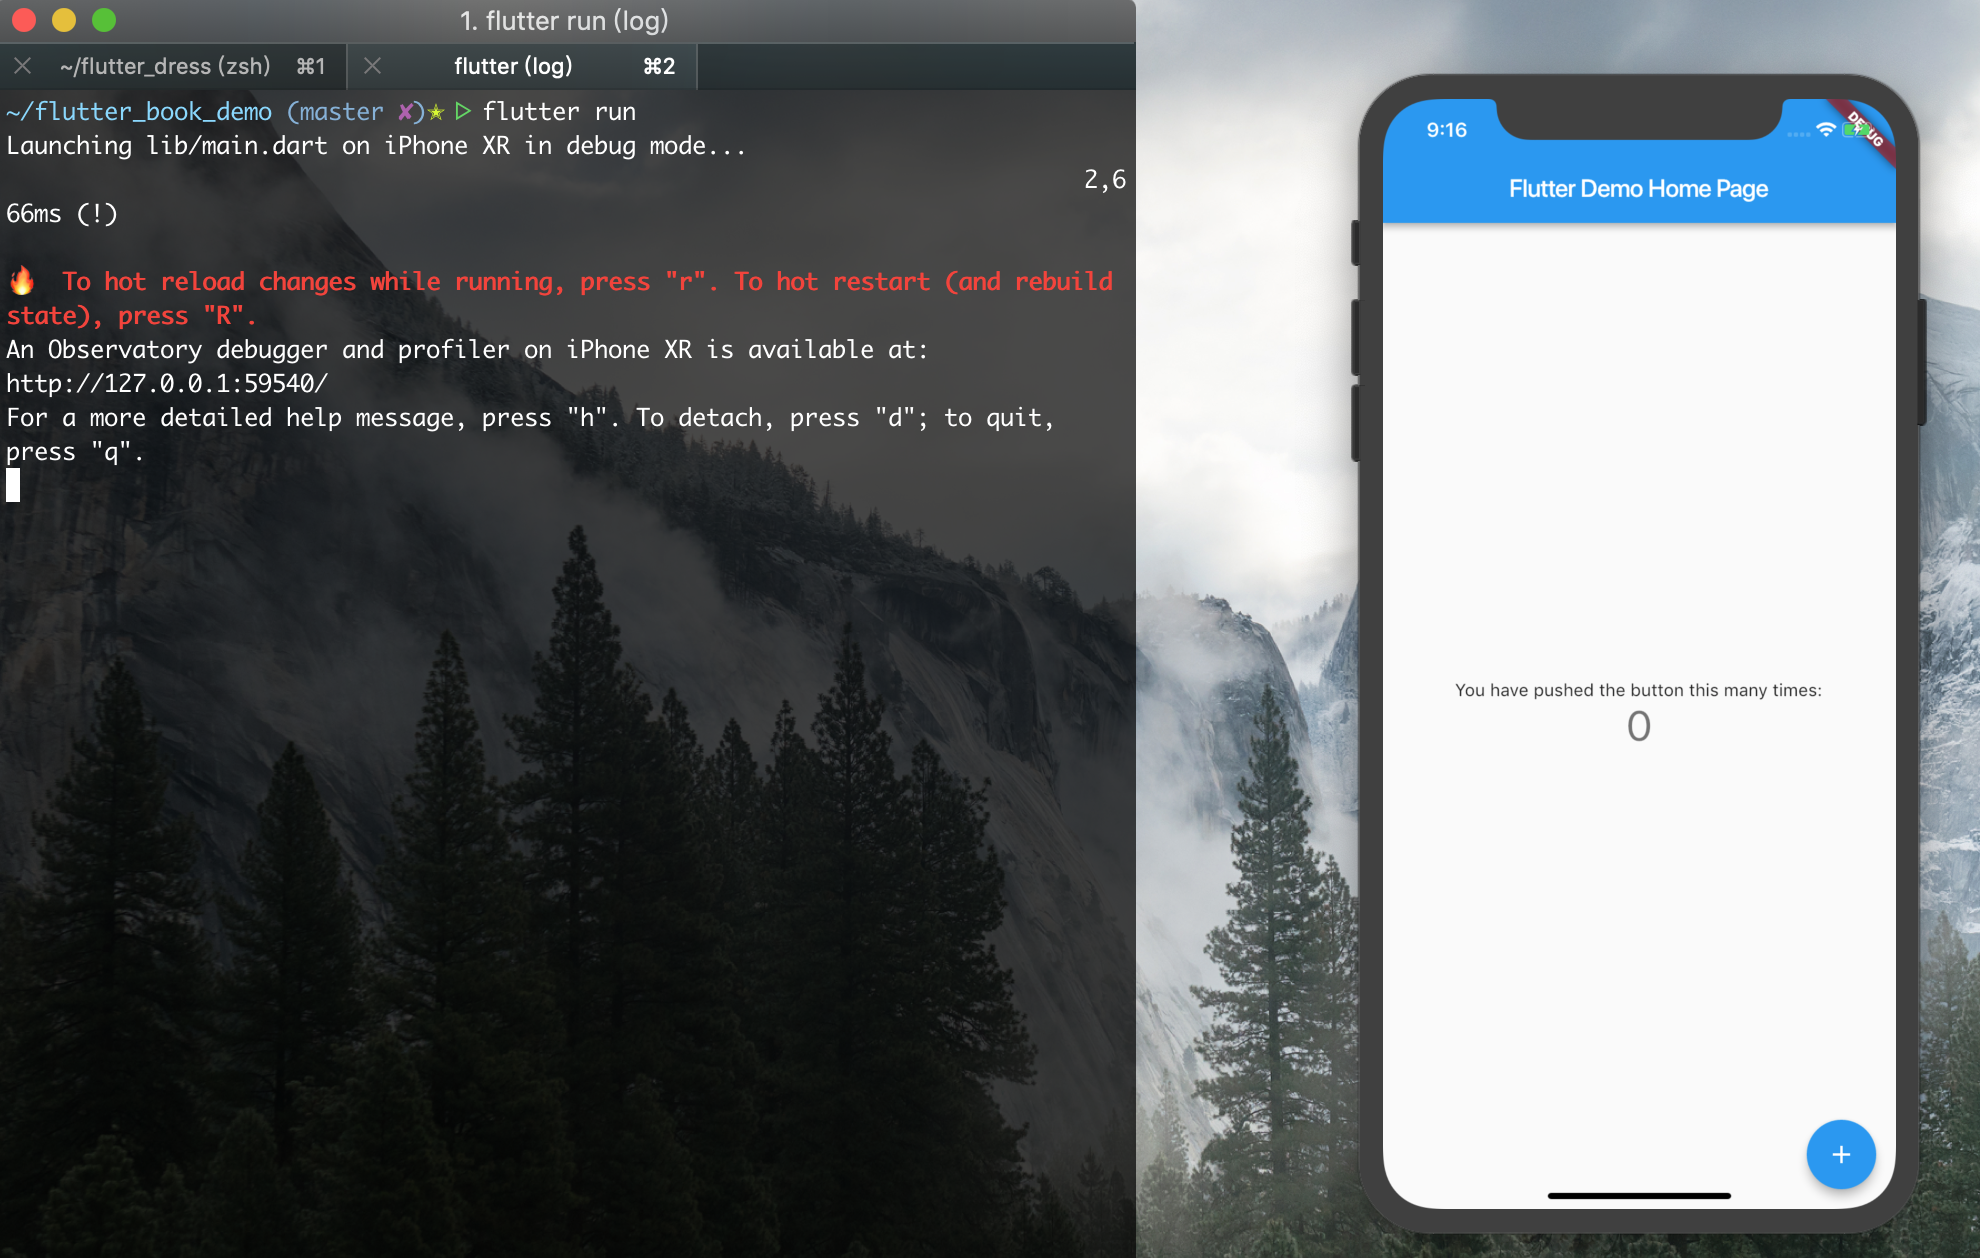 1. flutter run (log)
~/flutter_dress (zsh) ⌘1
flutter (log) ⌘2
~/flutter_book_demo (master ✘)★ ▷ flutter run
Launching lib/main.dart on iPhone XR in debug mode...
2,6
66ms (!)
🔥 To hot reload changes while running, press "r". To hot restart (and rebuild
state), press "R".
An Observatory debugger and profiler on iPhone XR is available at:
http://127.0.0.1:59540/
For a more detailed help message, press "h". To detach, press "d"; to quit,
press "q".
9:16
DEBUG
Flutter Demo Home Page
You have pushed the button this many times:
0
+